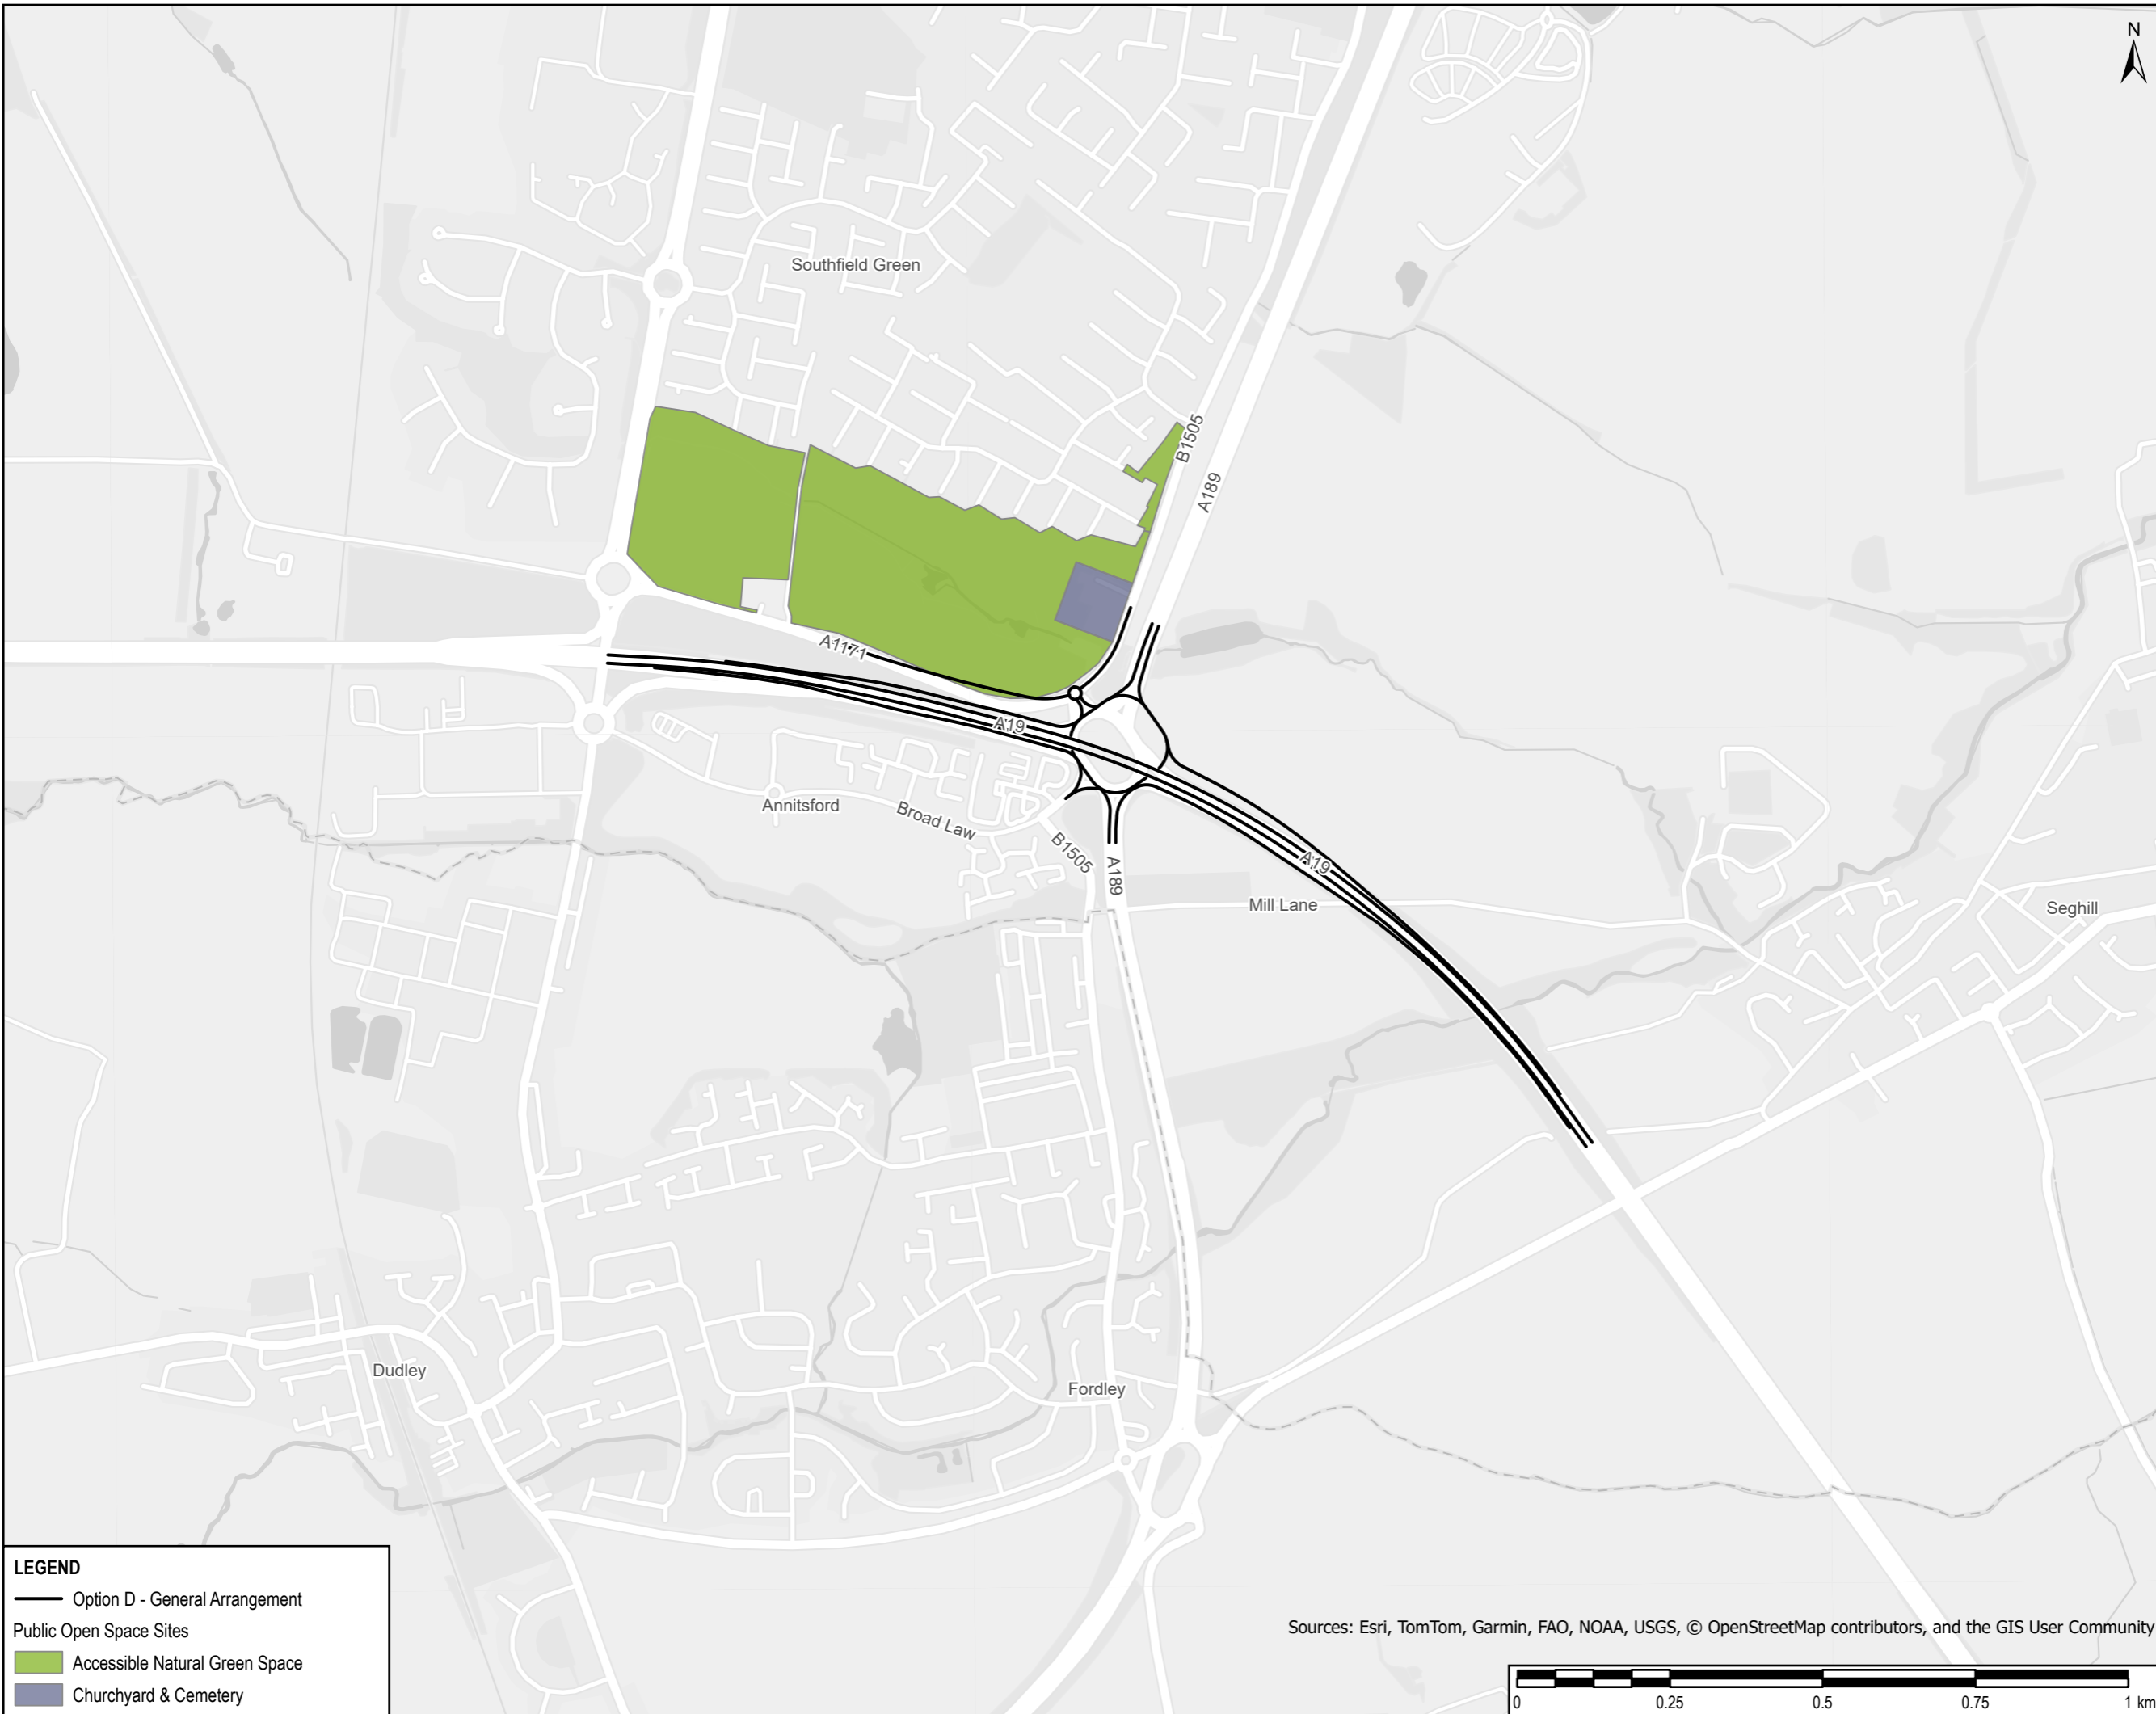 N
Southfield Green
B1505
A189
A1171
A19
Annitsford
Broad Law
B1505
A189
A19
Mill Lane
Seghill
Dudley
Fordley
LEGEND
Option D - General Arrangement
Public Open Space Sites
Accessible Natural Green Space
Churchyard & Cemetery
Sources: Esri, TomTom, Garmin, FAO, NOAA, USGS, © OpenStreetMap contributors, and the GIS User Community
0 0.25 0.5 0.75 1 km